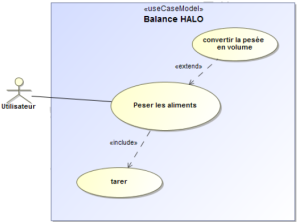 «useCaseModel»
Balance HALO
convertir la pesée
en volume
«extend»
Utilisateur
Peser les aliments
«include»
tarer